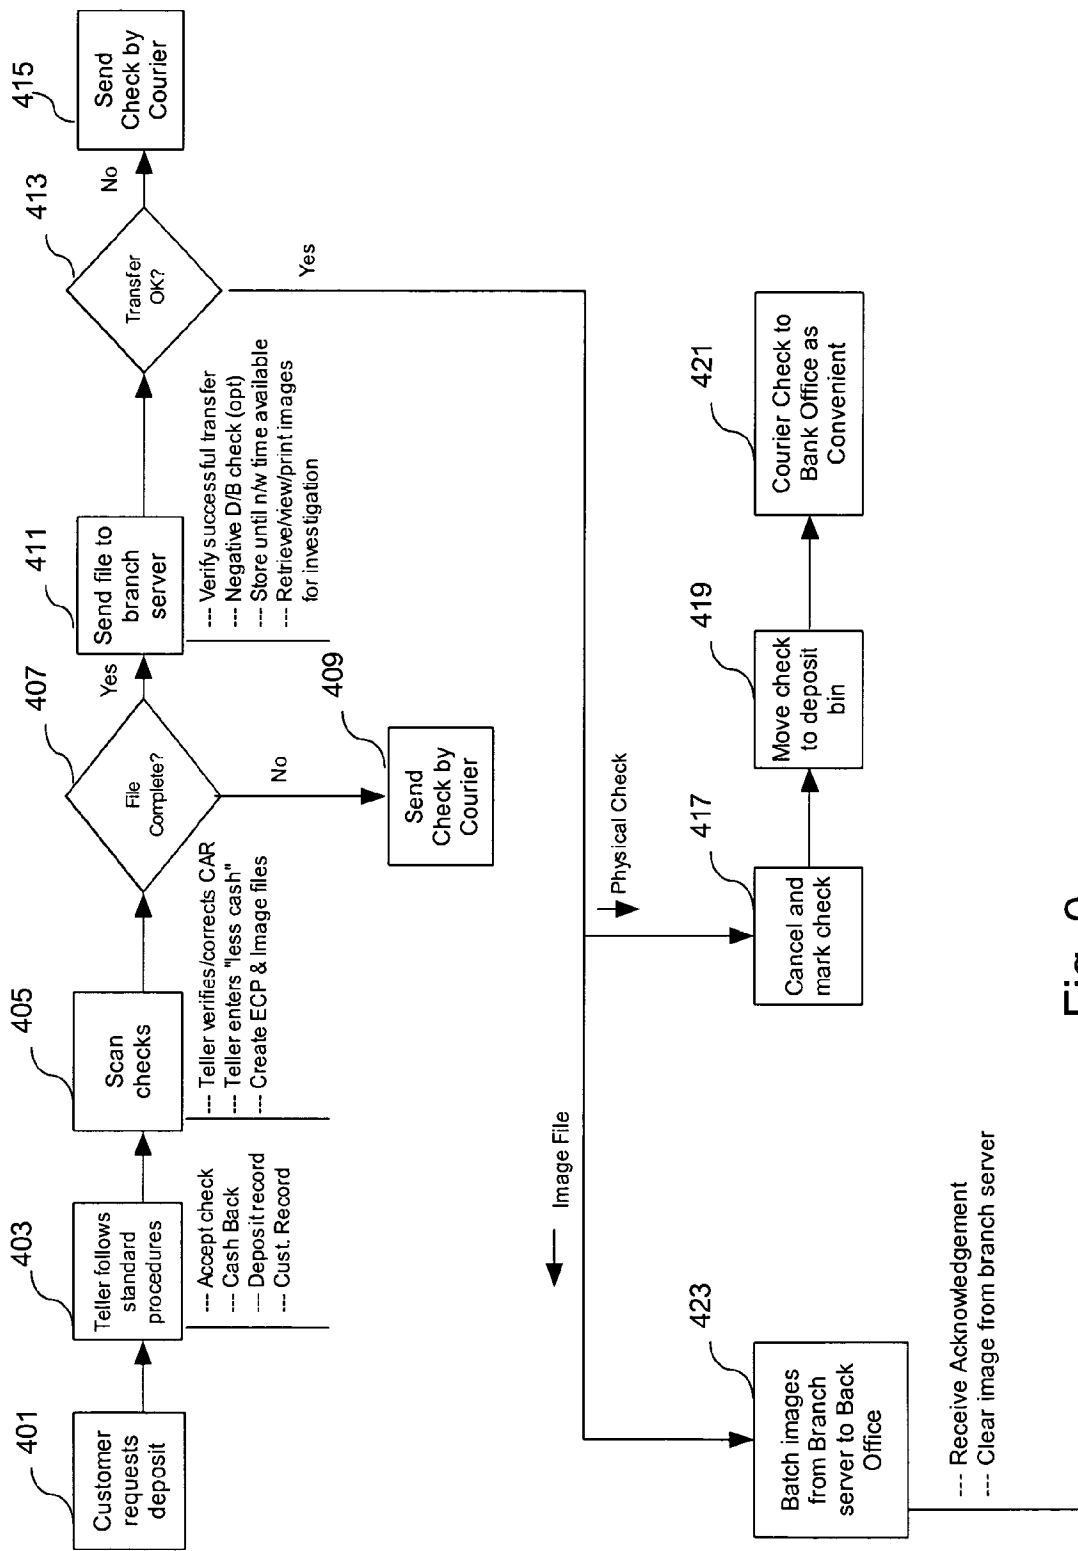 401
Customer
requests
deposit
403
Teller follows
standard
procedures
--- Accept check
--- Cash Back
--- Deposit record
--- Cust. Record
405
Scan
checks
--- Teller verifies/corrects CAR
--- Teller enters "less cash"
--- Create ECP & Image files
407
File
Complete?
Yes
No
409
Send
Check by
Courier
411
Send file to
branch
server
--- Verify successful transfer
--- Negative D/B check (opt)
--- Store until n/w time available
--- Retrieve/view/print images
for investigation
413
Transfer
OK?
No
Yes
415
Send
Check by
Courier
Image File
Physical Check
417
Cancel and
mark check
419
Move check
to deposit
bin
421
Courier Check to
Bank Office as
Convenient
423
Batch images
from Branch
server to Back
Office
--- Receive Acknowledgement
--- Clear image from branch server
Fig.